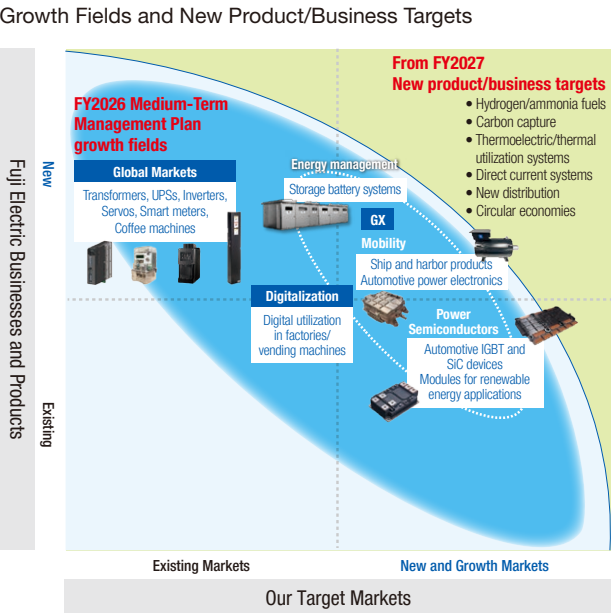 Growth Fields and New Product/Business Targets
From FY2027
New product/business targets
• Hydrogen/ammonia fuels
• Carbon capture
• Thermoelectric/thermal
utilization systems
• Direct current systems
• New distribution
• Circular economies
FY2026 Medium-Term
Management Plan
growth fields
Global Markets
Transformers, UPSs, Inverters,
Servos, Smart meters,
Coffee machines
Energy management
Storage battery systems
GX
Mobility
Ship and harbor products
Automotive power electronics
Digitalization
Digital utilization
in factories/
vending machines
Power
Semiconductors
Automotive IGBT and
SiC devices
Modules for renewable
energy applications
Fuji Electric Businesses and Products
New
Existing
Existing Markets
New and Growth Markets
Our Target Markets